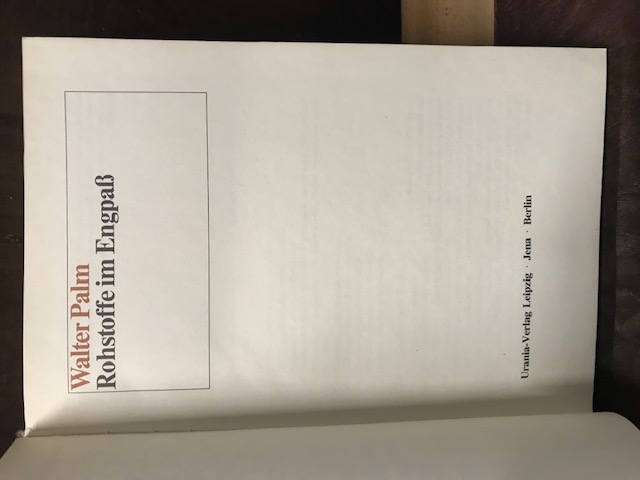 Walter Palm
Rohstoffe im Engpaß
Urania-Verlag Leipzig · Jena · Berlin